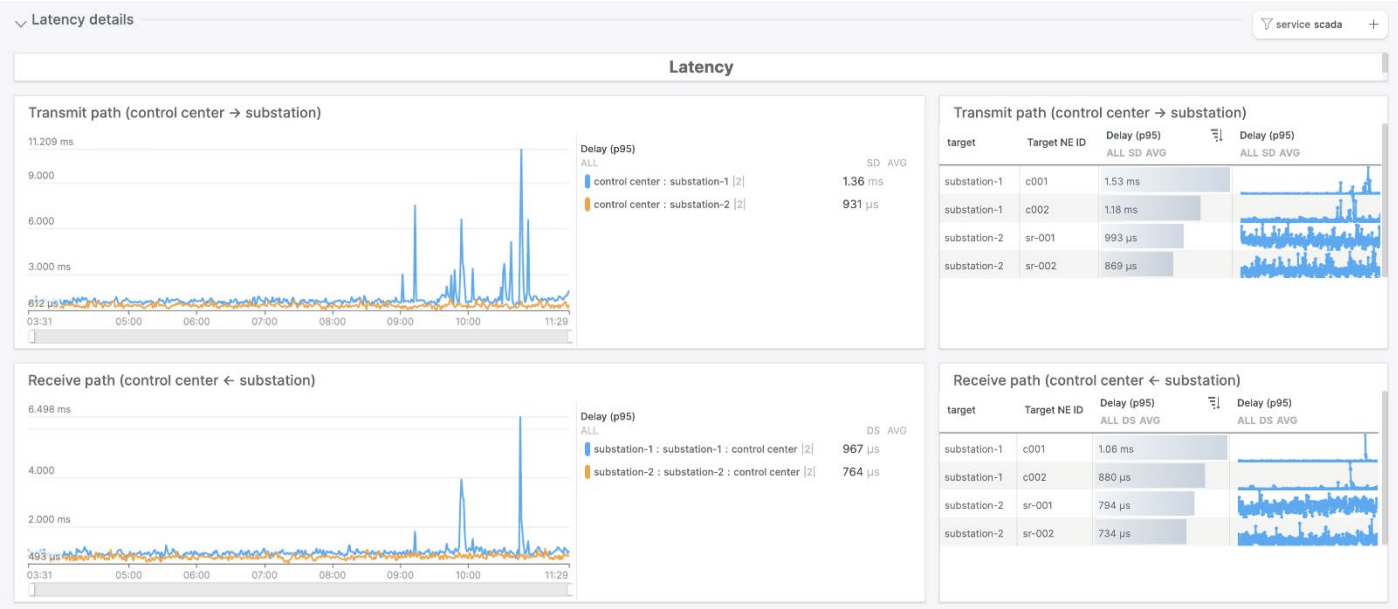 Latency details
service scada +
Latency
Transmit path (control center → substation)
11.209 ms
9.000
6.000
3.000 ms
612 µs
03:31 05:00 06:00 07:00 08:00 09:00 10:00 11:29
Delay (p95)
ALL SD AVG
control center : substation-1 |2| 1.36 ms
control center : substation-2 |2| 931 µs
Transmit path (control center → substation)
target Target NE ID Delay (p95) ALL SD AVG Delay (p95) ALL SD AVG
substation-1 c001 1.53 ms
substation-1 c002 1.18 ms
substation-2 sr-001 993 µs
substation-2 sr-002 869 µs
Receive path (control center ← substation)
6.498 ms
4.000
2.000 ms
493 µs
03:31 05:00 06:00 07:00 08:00 09:00 10:00 11:29
Delay (p95)
ALL DS AVG
substation-1 : substation-1 : control center |2| 967 µs
substation-2 : substation-2 : control center |2| 764 µs
Receive path (control center ← substation)
target Target NE ID Delay (p95) ALL DS AVG Delay (p95) ALL DS AVG
substation-1 c001 1.06 ms
substation-1 c002 880 µs
substation-2 sr-001 794 µs
substation-2 sr-002 734 µs